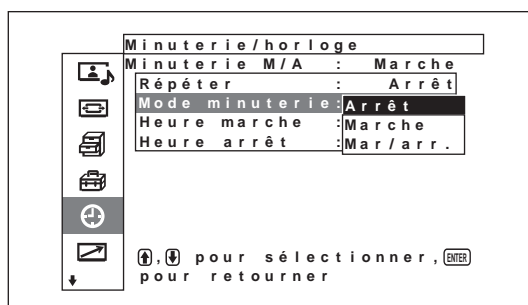 Minuterie/horloge
Minuterie M/A : Marche
Répéter : Arrêt
Mode minuterie: Arrêt
Heure marche : Marche
Heure arrêt : Mar/arr.
, pour sélectionner, ENTER
pour retourner